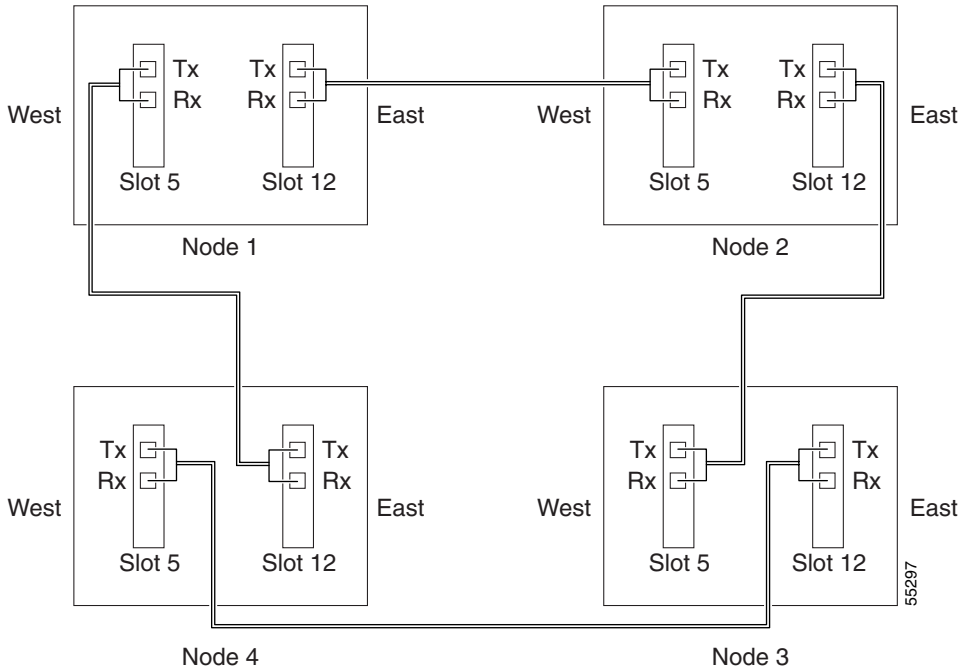 Tx Tx Tx Tx
Rx Rx Rx Rx
West East West East
Slot 5 Slot 12 Slot 5 Slot 12
Node 1 Node 2
Tx Tx Tx Tx
Rx Rx Rx Rx
West East West East
Slot 5 Slot 12 Slot 5 Slot 12
55297
Node 4 Node 3